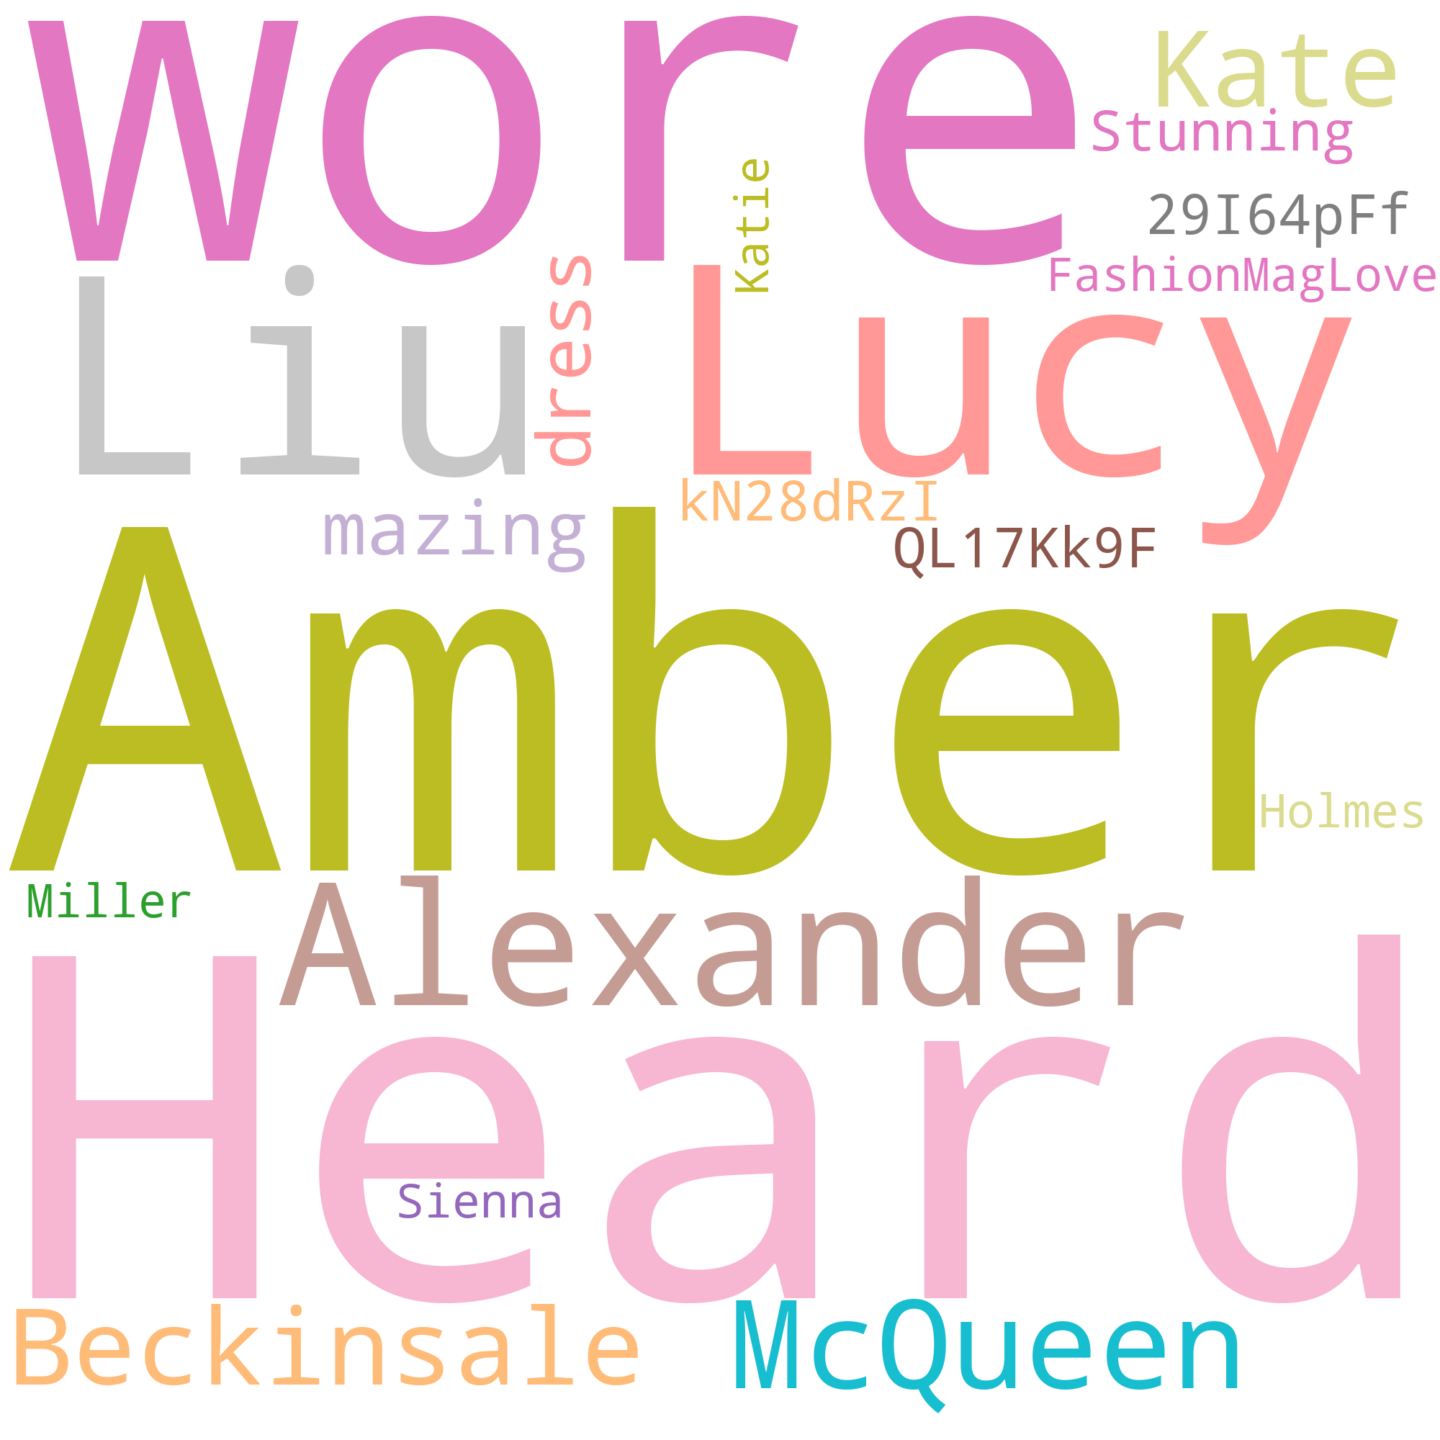 wore
Kate
Stunning
Katie
29I64pFf
FashionMagLove
Liu
dress
Lucy
mazing
kN28dRzI
QL17Kk9F
Amber
Holmes
Miller
Alexander
Heard
Sienna
Beckinsale
McQueen